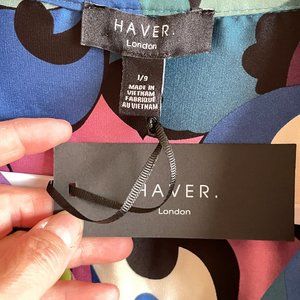 HAVER.
London
1/9
MADE IN
VIETNAM
FABRIQUÉ
AU VIETNAM
HAVER.
London